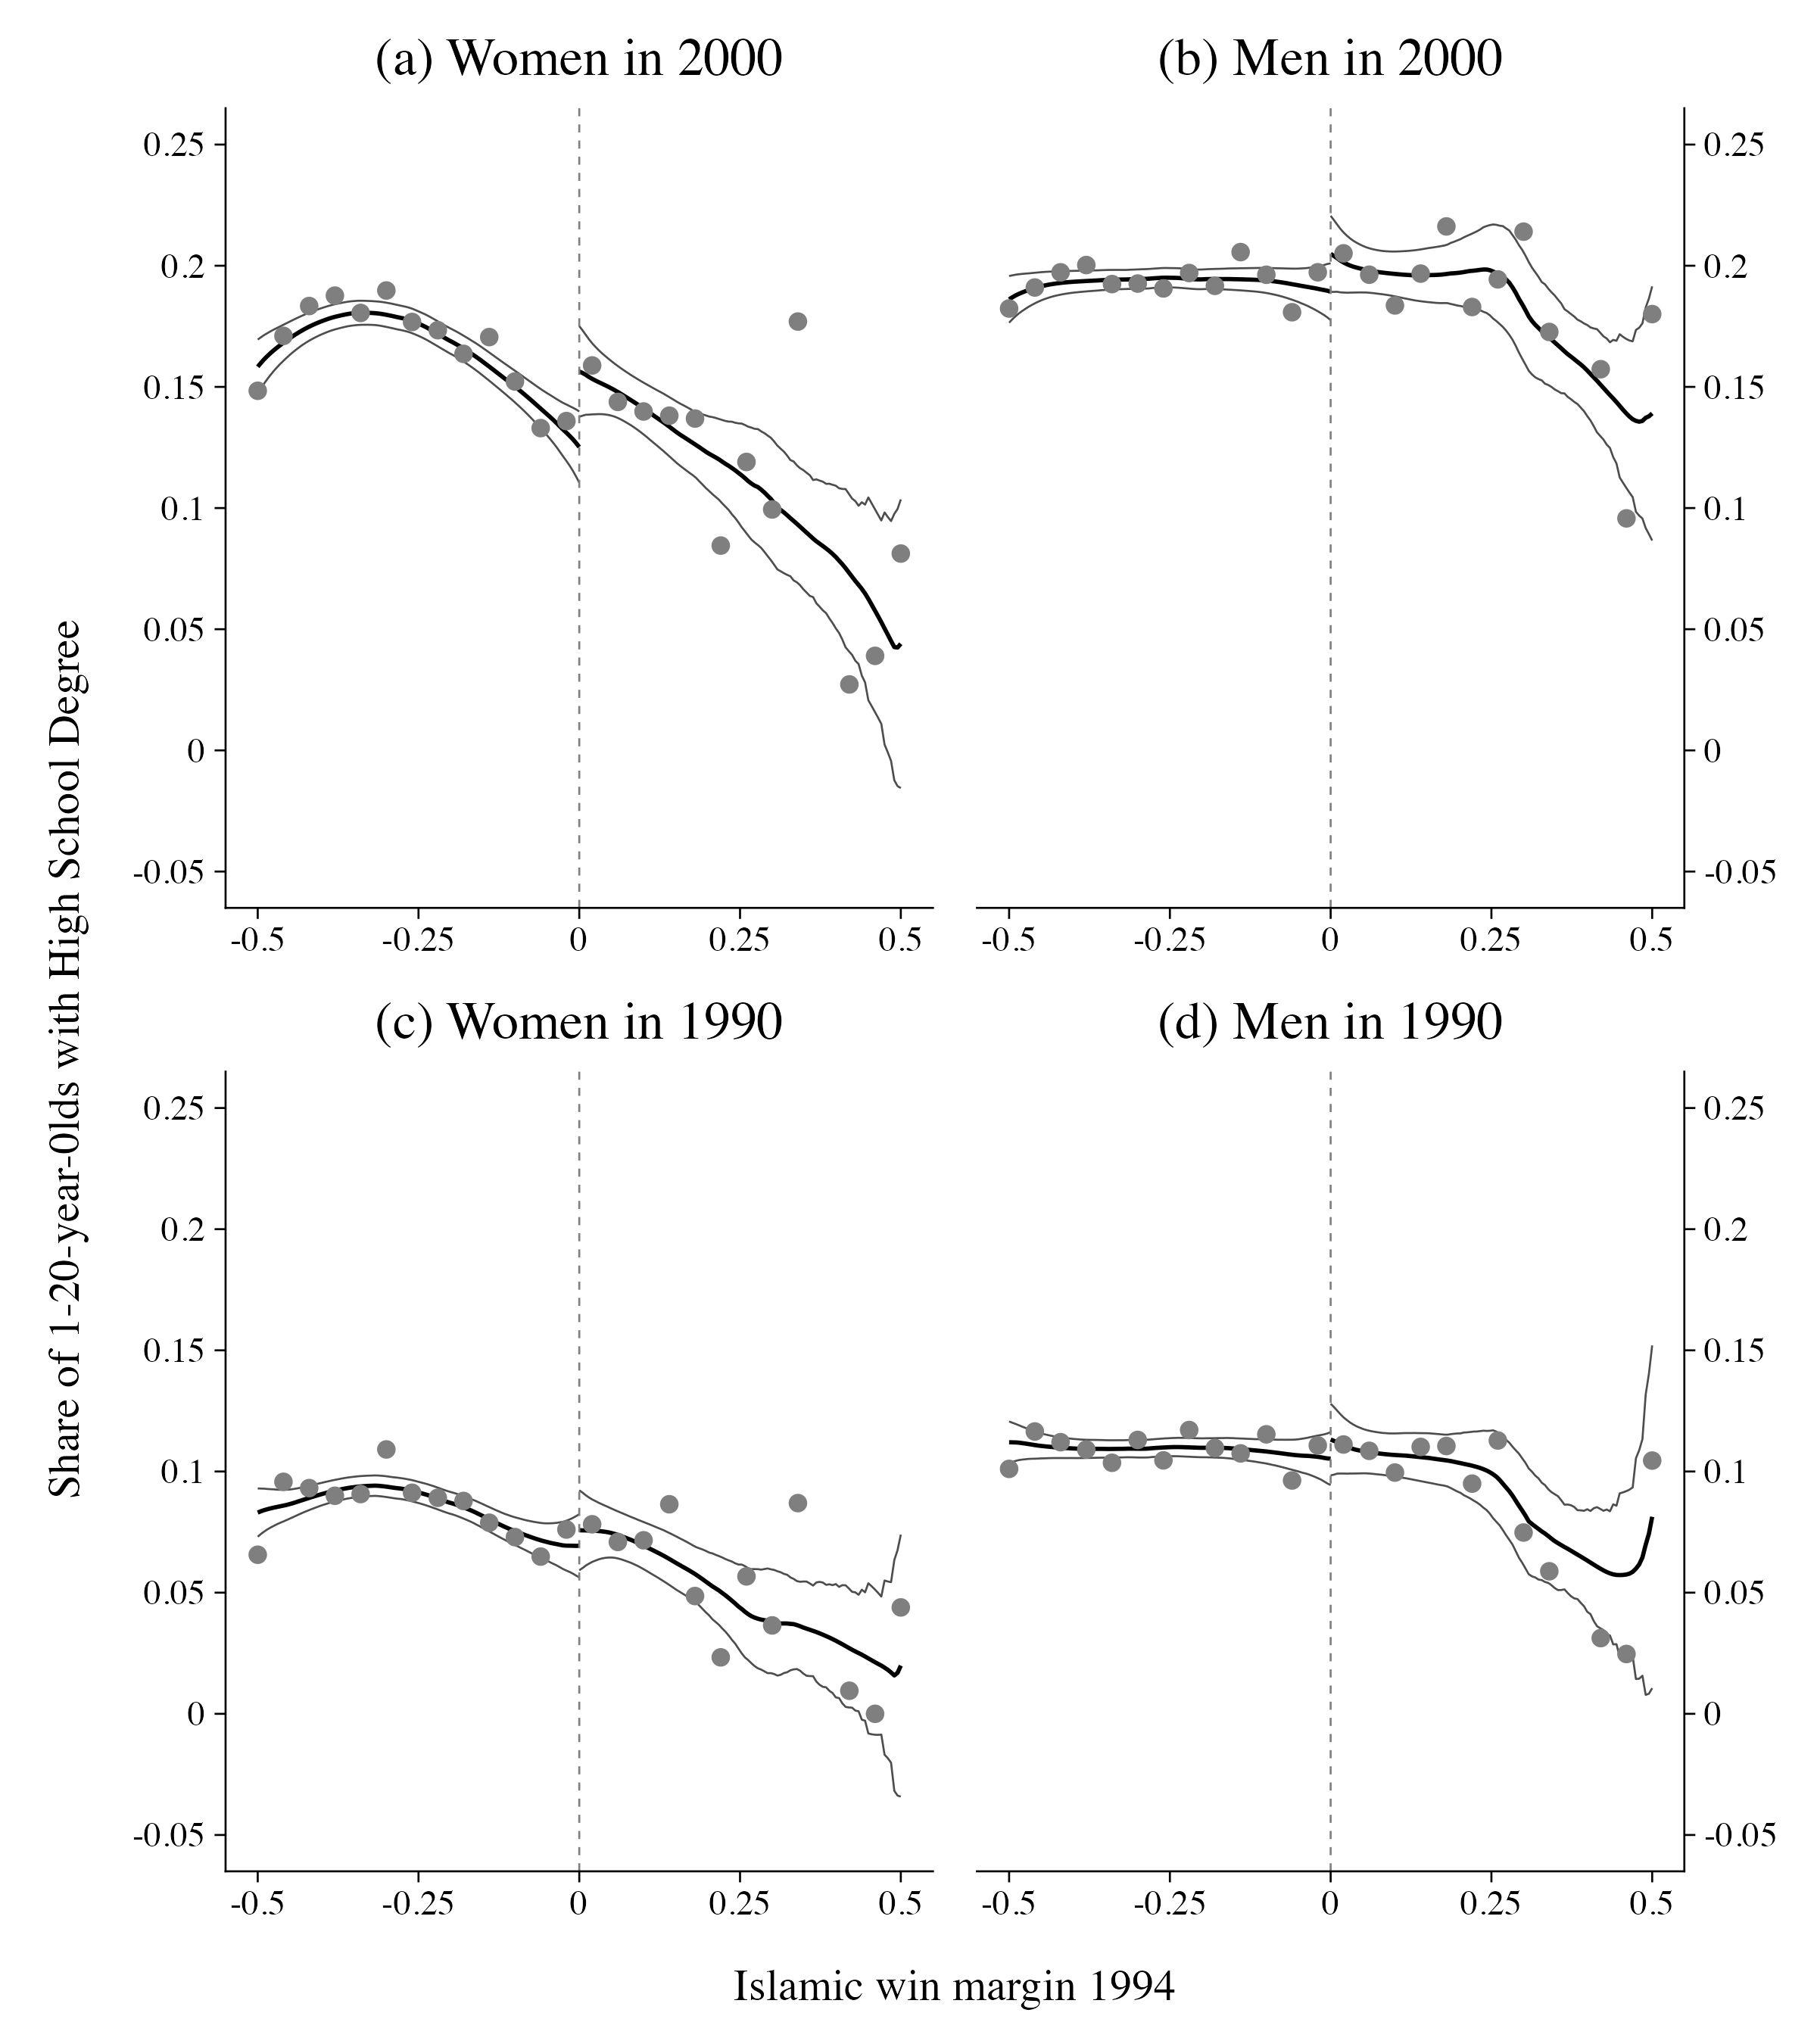 (a) Women in 2000
(b) Men in 2000
0.25
0.2
0.15
0.1
0.05
0
-0.05
0.25
0.2
0.15
0.1
0.05
0
-0.05
-0.5 -0.25 0 0.25 0.5
-0.5 -0.25 0 0.25 0.5
Share of 1-20-year-0lds with High School Degree
(c) Women in 1990
(d) Men in 1990
0.25
0.2
0.15
0.1
0.05
0
-0.05
0.25
0.2
0.15
0.1
0.05
0
-0.05
-0.5 -0.25 0 0.25 0.5
-0.5 -0.25 0 0.25 0.5
Islamic win margin 1994